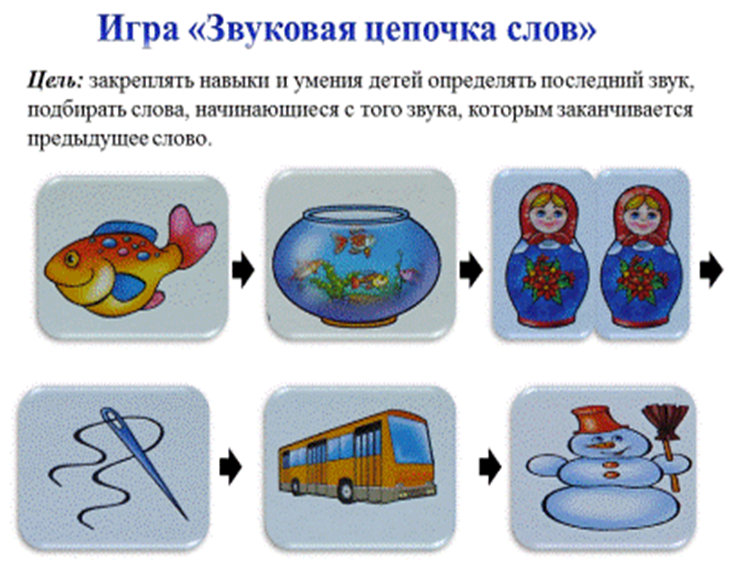 Игра «Звуковая цепочка слов»
Цель: закреплять навыки и умения детей определять последний звук,
подбирать слова, начинающиеся с того звука, которым заканчивается
предыдущее слово.